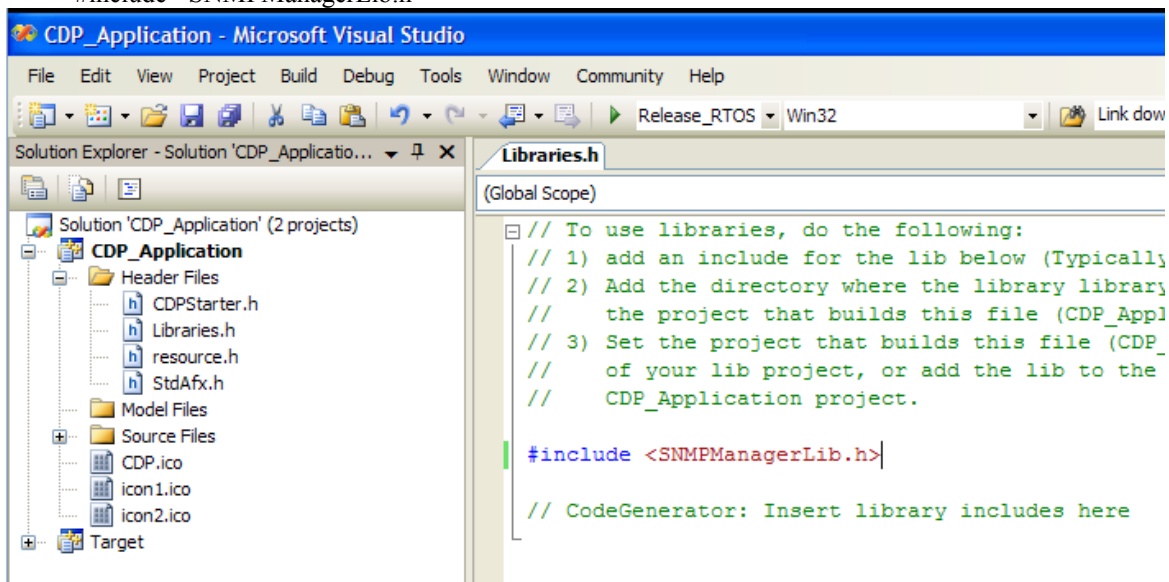 #include <SNMPManagerLib.h
CDP_Application - Microsoft Visual Studio
File Edit View Project Build Debug Tools Window Community Help
Release_RTOS Win32 Link dow
Solution Explorer - Solution 'CDP_Applicatio...
Libraries.h
(Global Scope)
Solution 'CDP_Application' (2 projects)
CDP_Application
Header Files
CDPStarter.h
Libraries.h
resource.h
StdAfx.h
Model Files
Source Files
CDP.ico
icon1.ico
icon2.ico
Target
// To use libraries, do the following:
// 1) add an include for the lib below (Typically
// 2) Add the directory where the library library
// the project that builds this file (CDP_Appl
// 3) Set the project that builds this file (CDP_
// of your lib project, or add the lib to the
// CDP_Application project.
#include <SNMPManagerLib.h>
// CodeGenerator: Insert library includes here